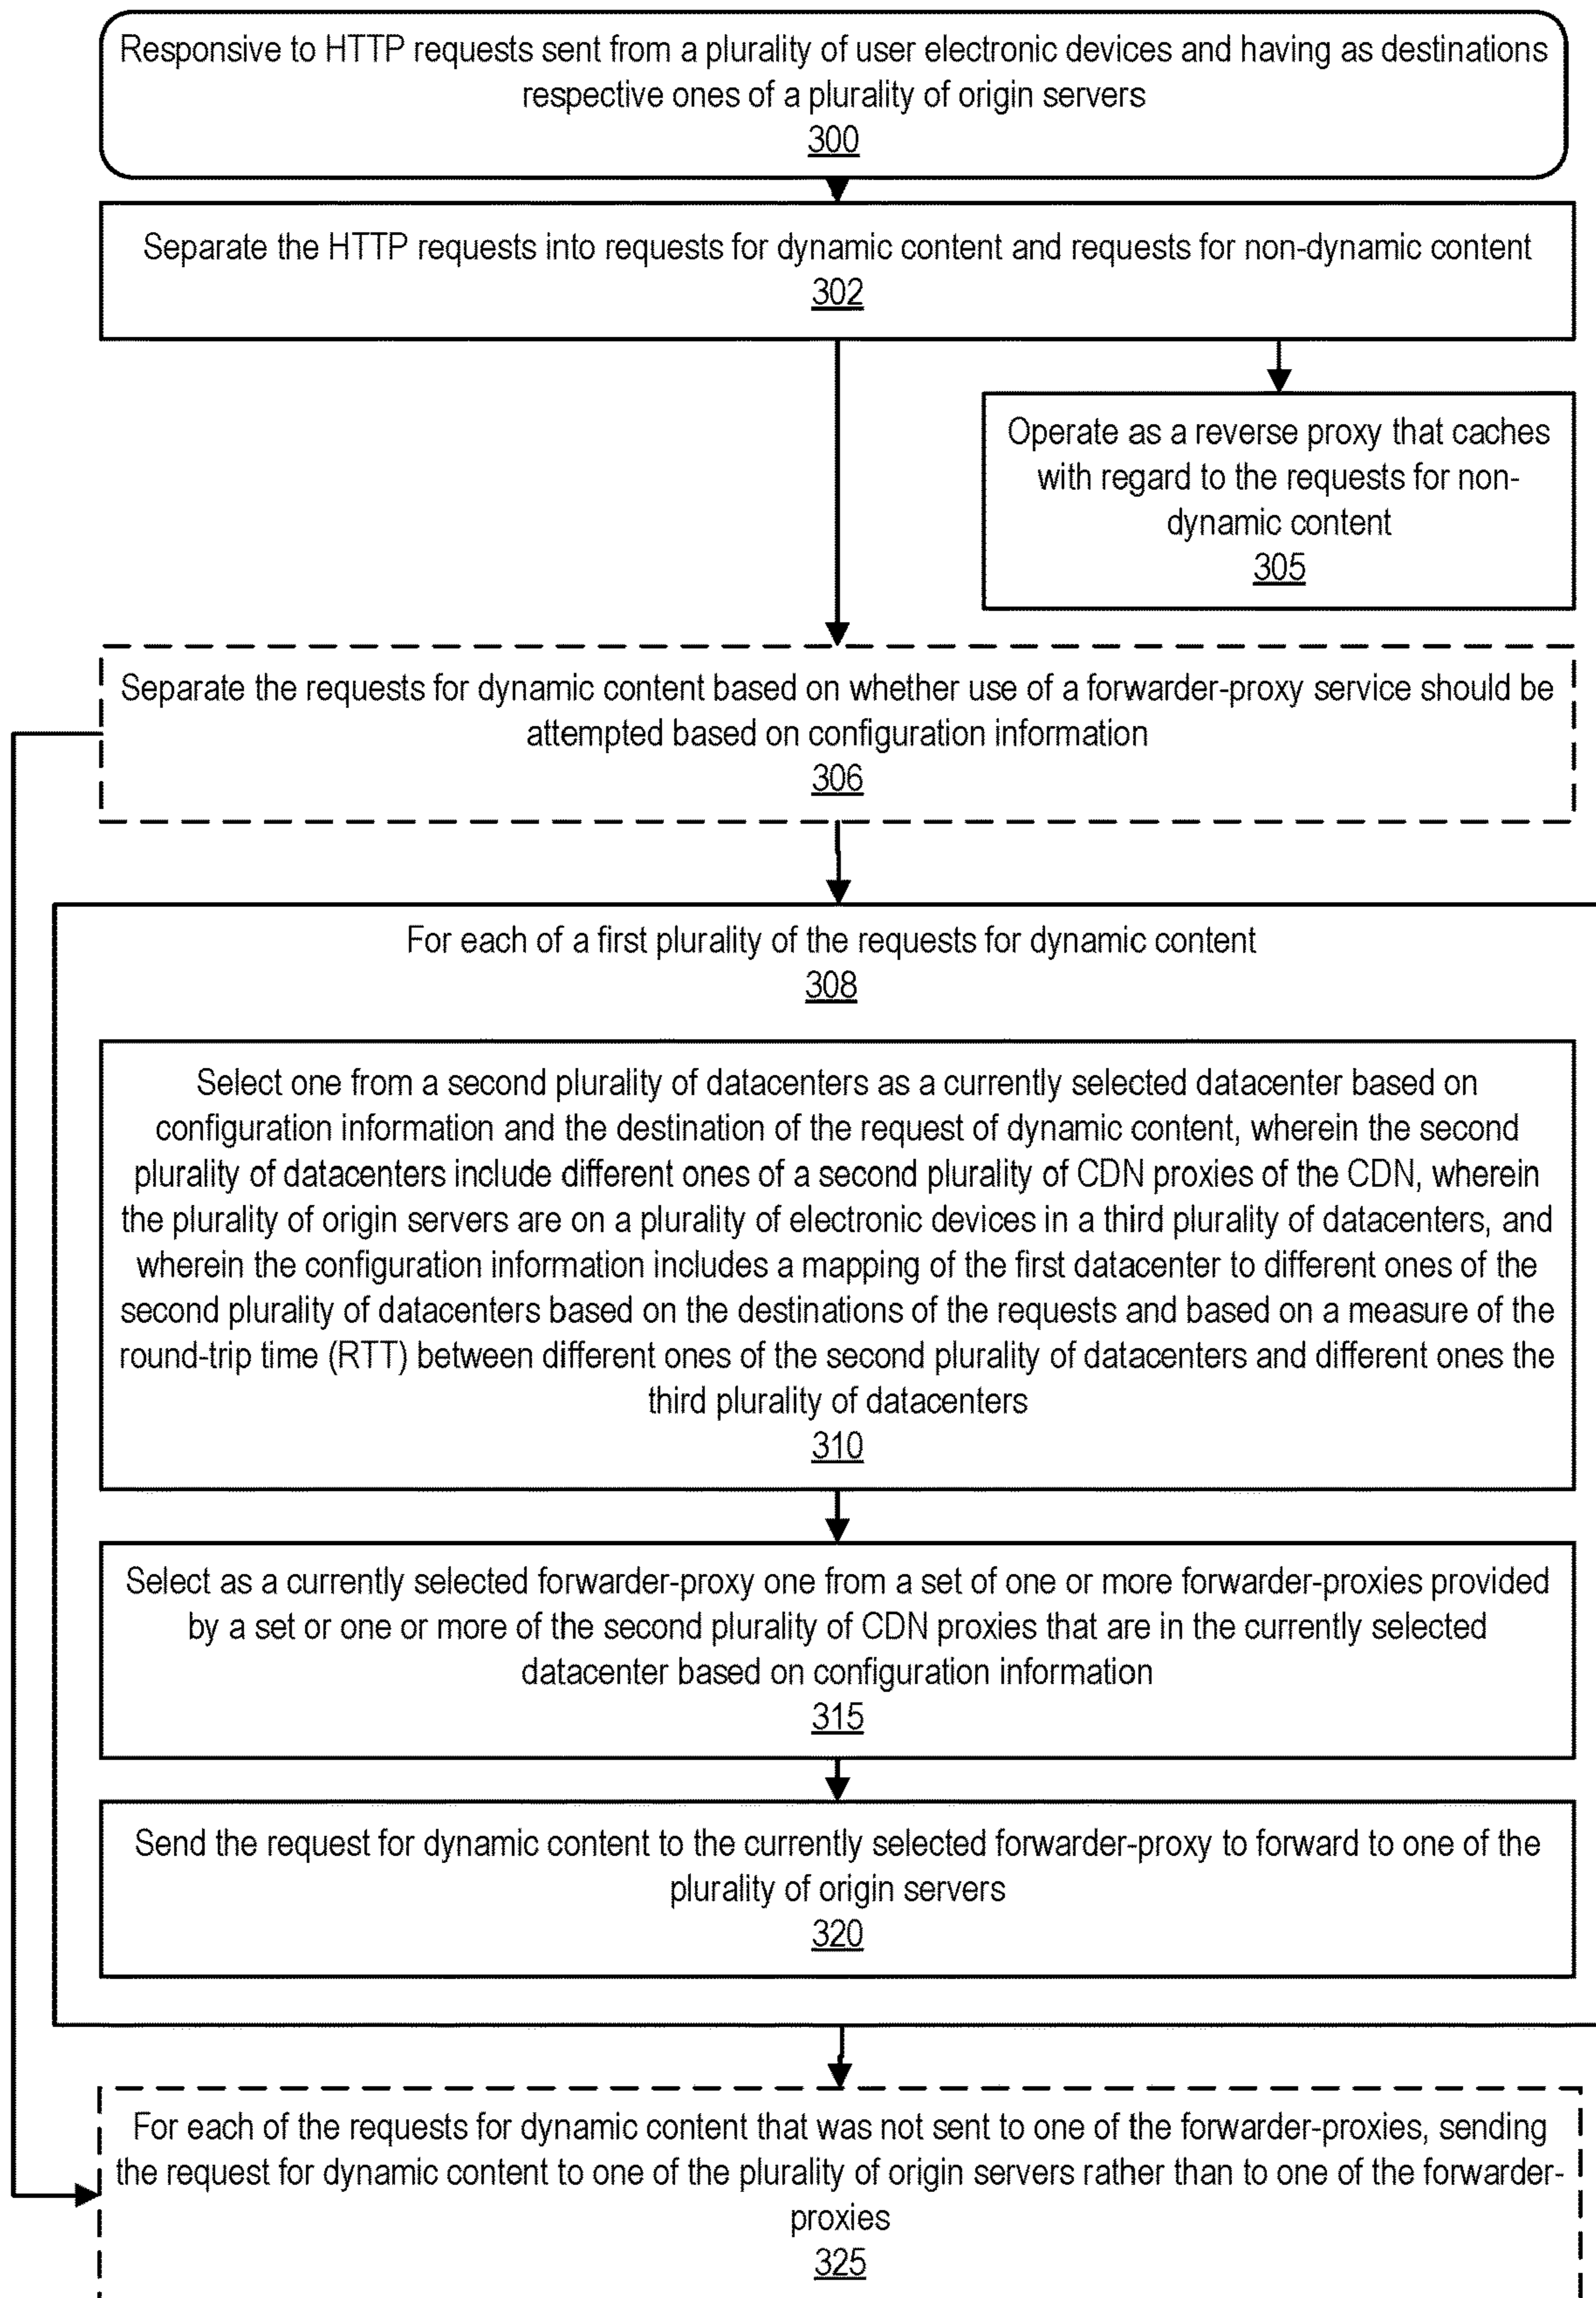 Responsive to HTTP requests sent from a plurality of user electronic devices and having as destinations
respective ones of a plurality of origin servers
300
Separate the HTTP requests into requests for dynamic content and requests for non-dynamic content
302
Operate as a reverse proxy that caches
with regard to the requests for non-
dynamic content
305
Separate the requests for dynamic content based on whether use of a forwarder-proxy service should be
attempted based on configuration information
306
For each of a first plurality of the requests for dynamic content
308
Select one from a second plurality of datacenters as a currently selected datacenter based on
configuration information and the destination of the request of dynamic content, wherein the second
plurality of datacenters include different ones of a second plurality of CDN proxies of the CDN, wherein
the plurality of origin servers are on a plurality of electronic devices in a third plurality of datacenters, and
wherein the configuration information includes a mapping of the first datacenter to different ones of the
second plurality of datacenters based on the destinations of the requests and based on a measure of the
round-trip time (RTT) between different ones of the second plurality of datacenters and different ones the
third plurality of datacenters
310
Select as a currently selected forwarder-proxy one from a set of one or more forwarder-proxies provided
by a set or one or more of the second plurality of CDN proxies that are in the currently selected
datacenter based on configuration information
315
Send the request for dynamic content to the currently selected forwarder-proxy to forward to one of the
plurality of origin servers
320
For each of the requests for dynamic content that was not sent to one of the forwarder-proxies, sending
the request for dynamic content to one of the plurality of origin servers rather than to one of the forwarder-
proxies
325